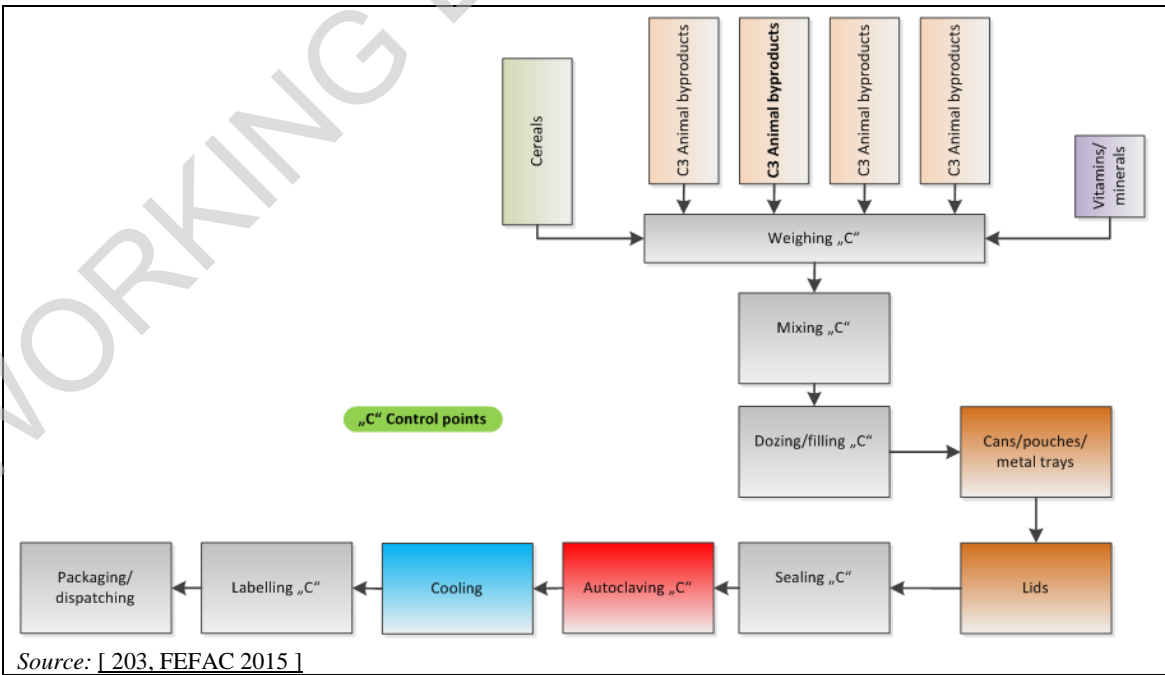 WORKING
Cereals
C3 Animal byproducts
C3 Animal byproducts
C3 Animal byproducts
C3 Animal byproducts
Vitamins/
minerals
Weighing „C“
Mixing „C“
„C“ Control points
Dozing/filling „C“
Cans/pouches/
metal trays
Packaging/
dispatching
Labelling „C“
Cooling
Autoclaving „C“
Sealing „C“
Lids
Source: [ 203, FEFAC 2015 ]